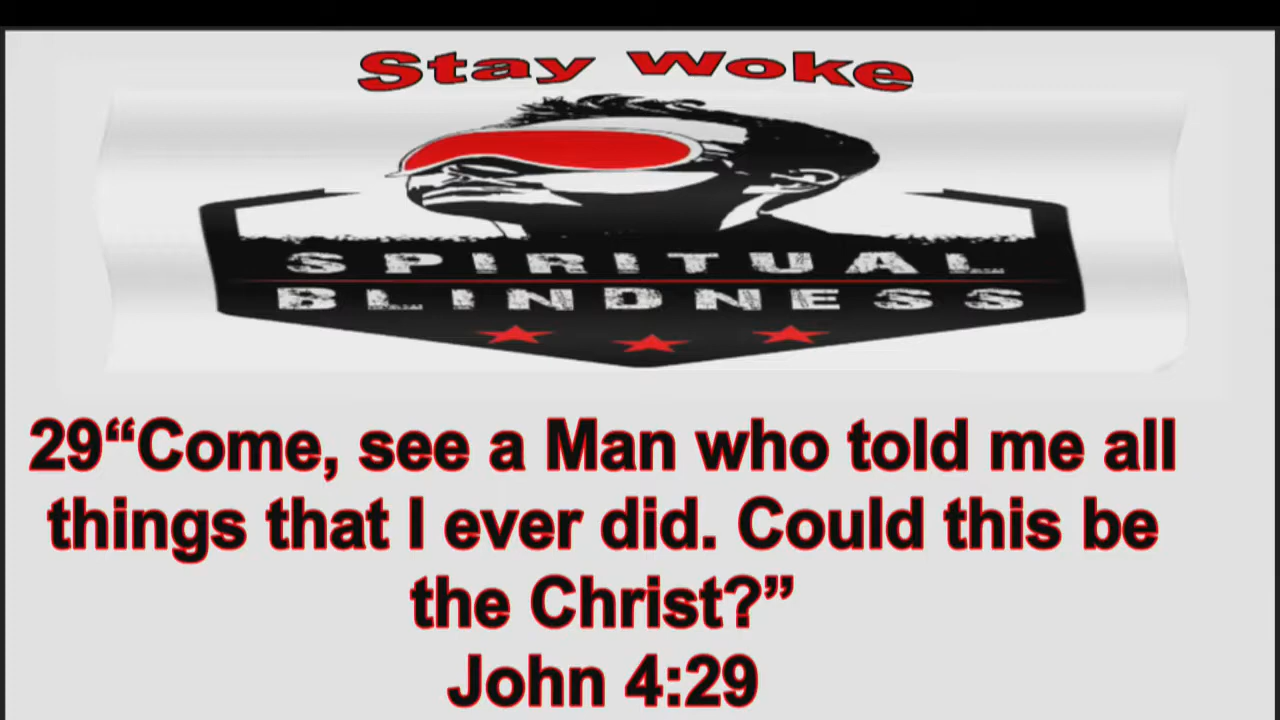 Stay Woke
SPIRITUAL
BLINDNESS
29“Come, see a Man who told me all
things that I ever did. Could this be
the Christ?”
John 4:29